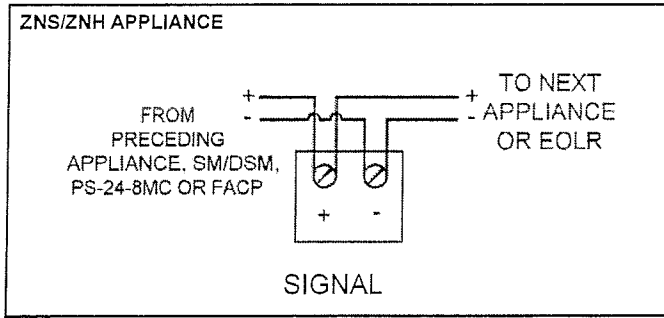 ZNS/ZNH APPLIANCE
+
-
FROM
PRECEDING
APPLIANCE, SM/DSM,
PS-24-8MC OR FACP
+
-
TO NEXT
APPLIANCE
OR EOLR
+
-
SIGNAL